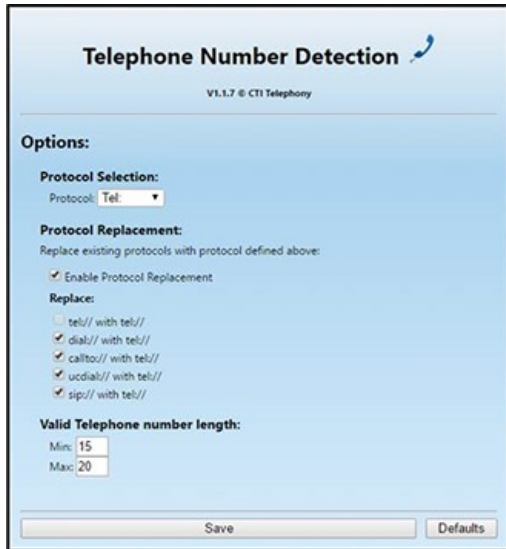 Telephone Number Detection
V1.1.7 © CTI Telephony
Options:
Protocol Selection:
Protocol: Tel:
Protocol Replacement:
Replace existing protocols with protocol defined above:
Enable Protocol Replacement
Replace:
tel:// with tel://
dial:// with tel://
callto:// with tel://
ucdial:// with tel://
sip:// with tel://
Valid Telephone number length:
Min: 15
Max: 20
Save Defaults